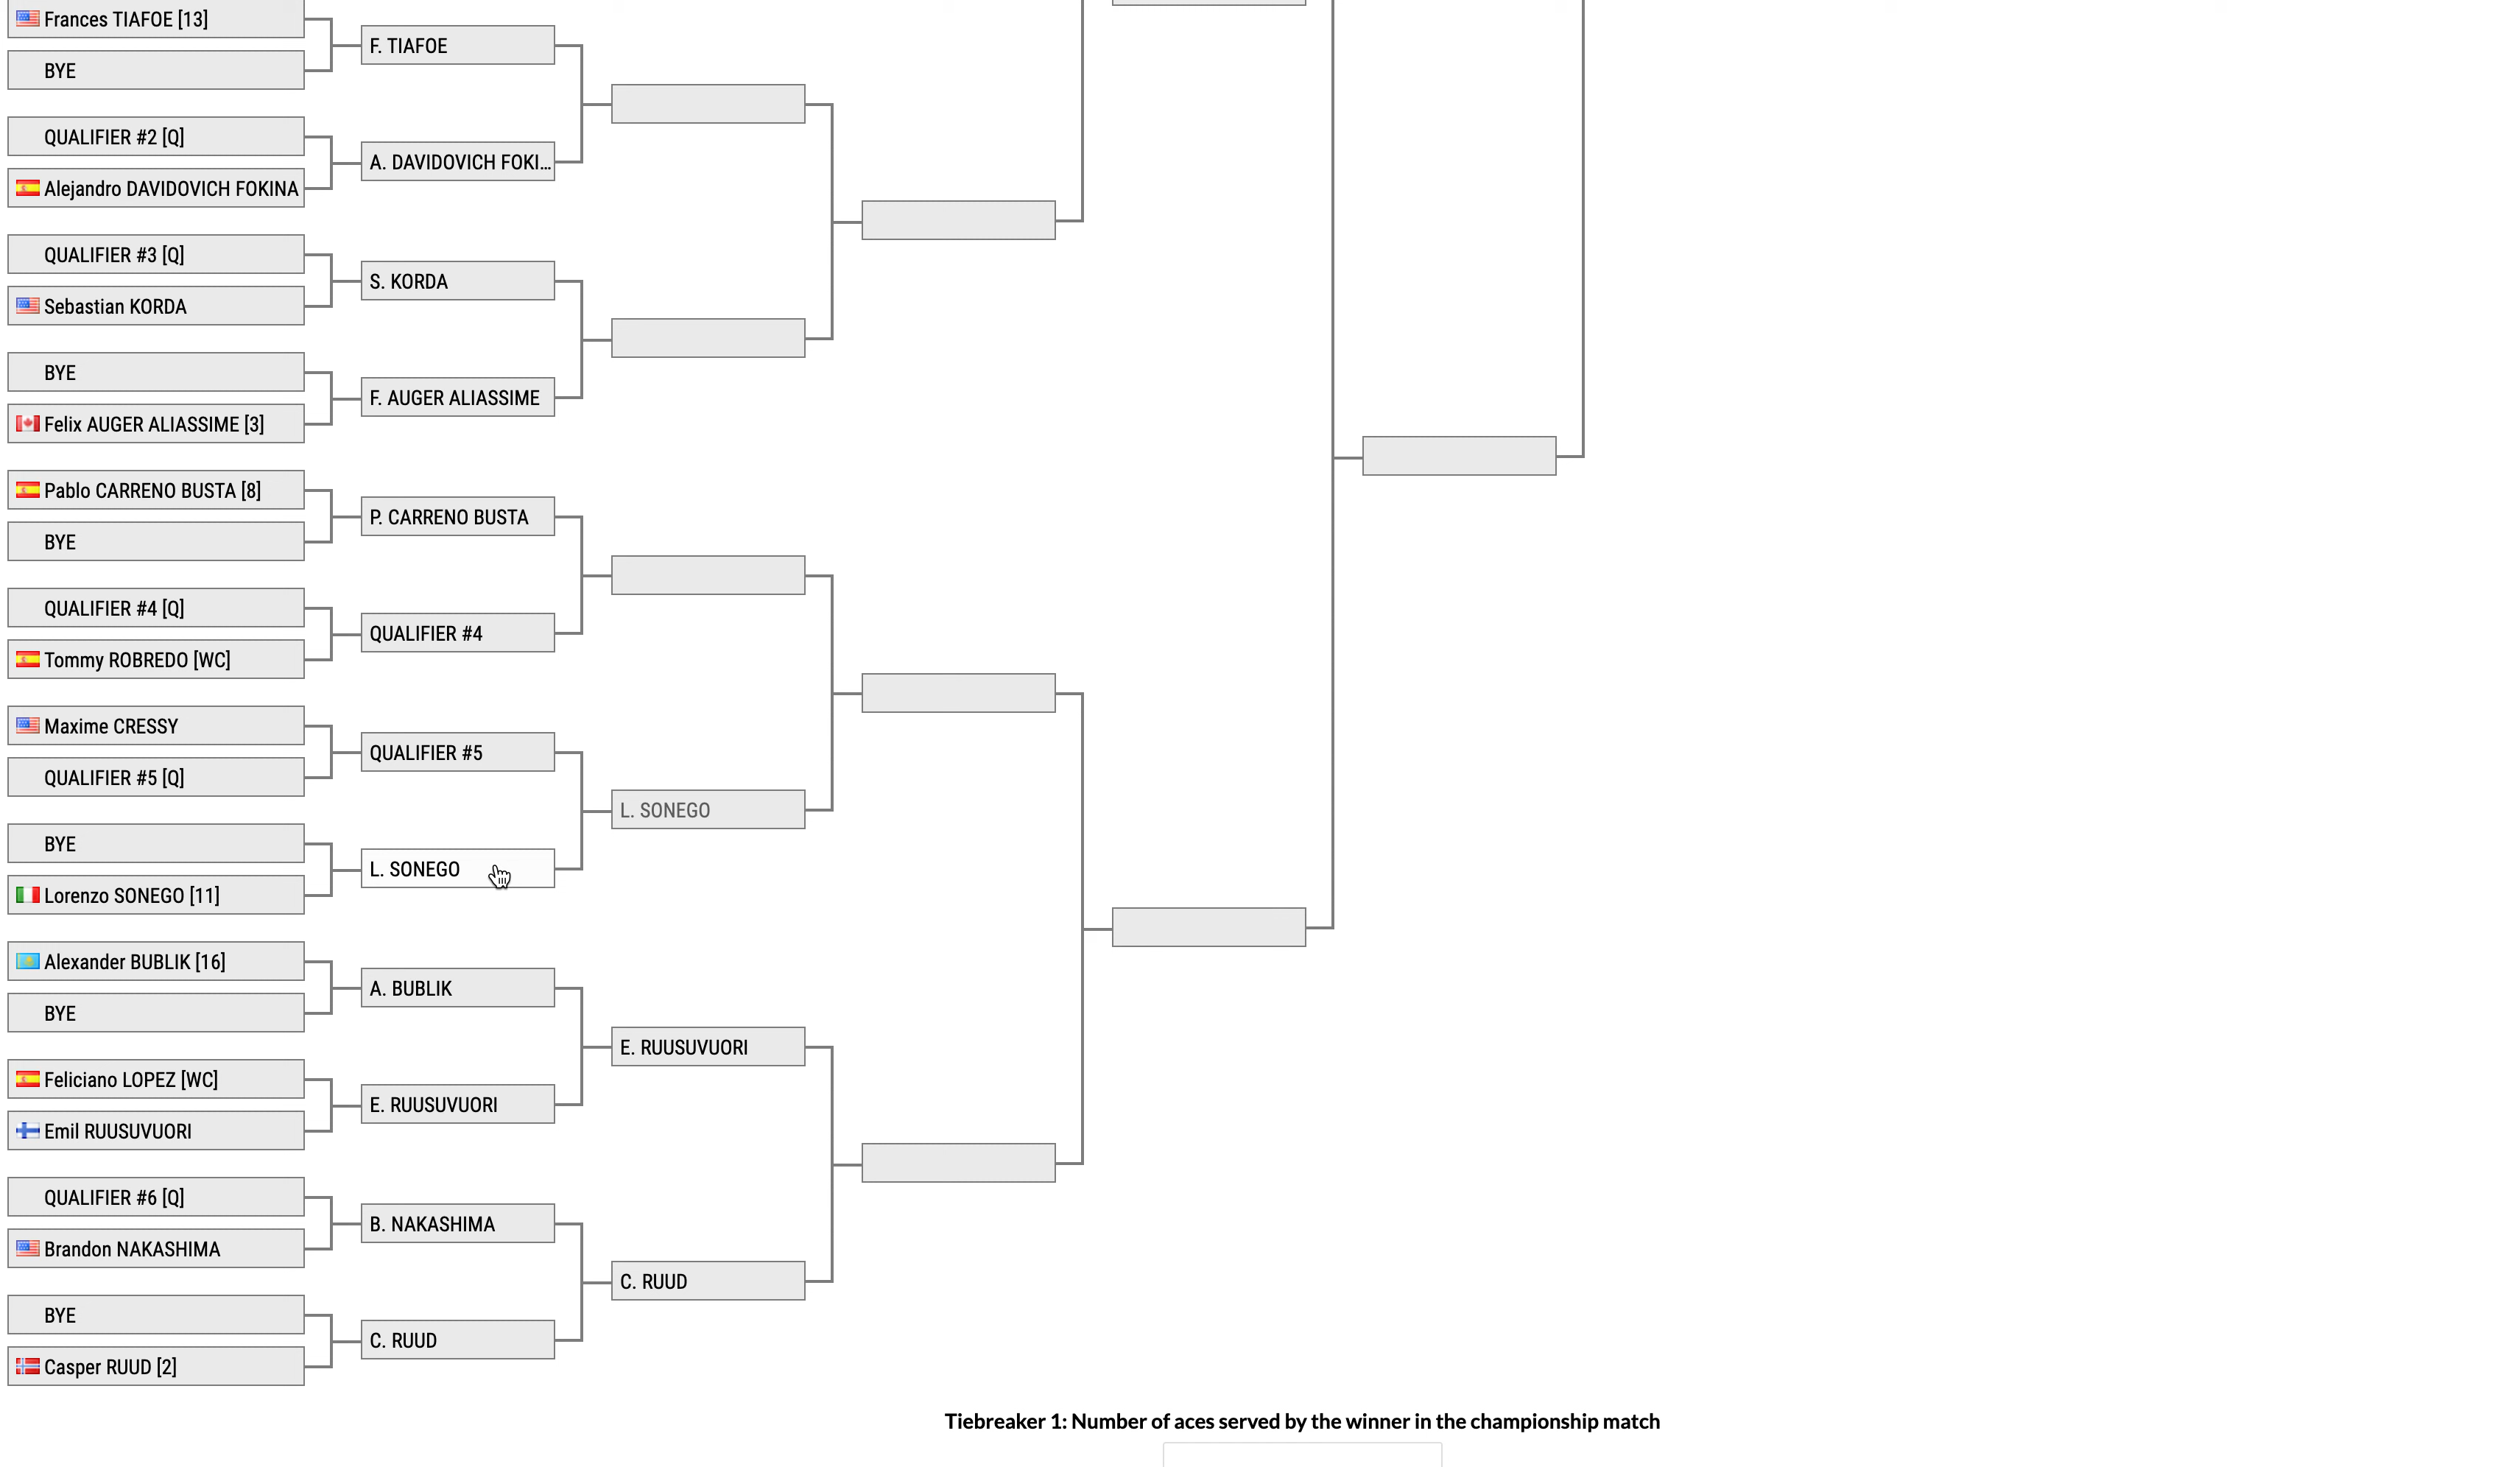 Frances TIAFOE [13]
BYE
QUALIFIER #2 [Q]
Alejandro DAVIDOVICH FOKINA
QUALIFIER #3 [Q]
Sebastian KORDA
BYE
Felix AUGER ALIASSIME [3]
Pablo CARRENO BUSTA [8]
BYE
QUALIFIER #4 [Q]
Tommy ROBREDO [WC]
Maxime CRESSY
QUALIFIER #5 [Q]
BYE
Lorenzo SONEGO [11]
Alexander BUBLIK [16]
BYE
Feliciano LOPEZ [WC]
Emil RUUSUVUORI
QUALIFIER #6 [Q]
Brandon NAKASHIMA
BYE
Casper RUUD [2]
F. TIAFOE
A. DAVIDOVICH FOKI...
S. KORDA
F. AUGER ALIASSIME
P. CARRENO BUSTA
QUALIFIER #4
QUALIFIER #5
L. SONEGO
A. BUBLIK
E. RUUSUVUORI
B. NAKASHIMA
C. RUUD
L. SONEGO
E. RUUSUVUORI
C. RUUD
Tiebreaker 1: Number of aces served by the winner in the championship match